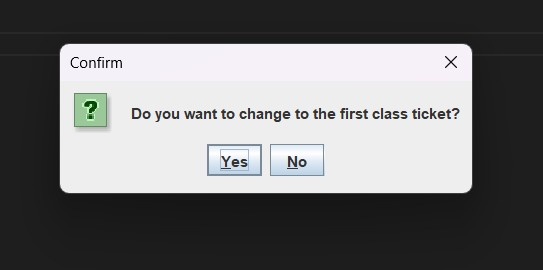 Confirm
?
Do you want to change to the first class ticket?
Yes No